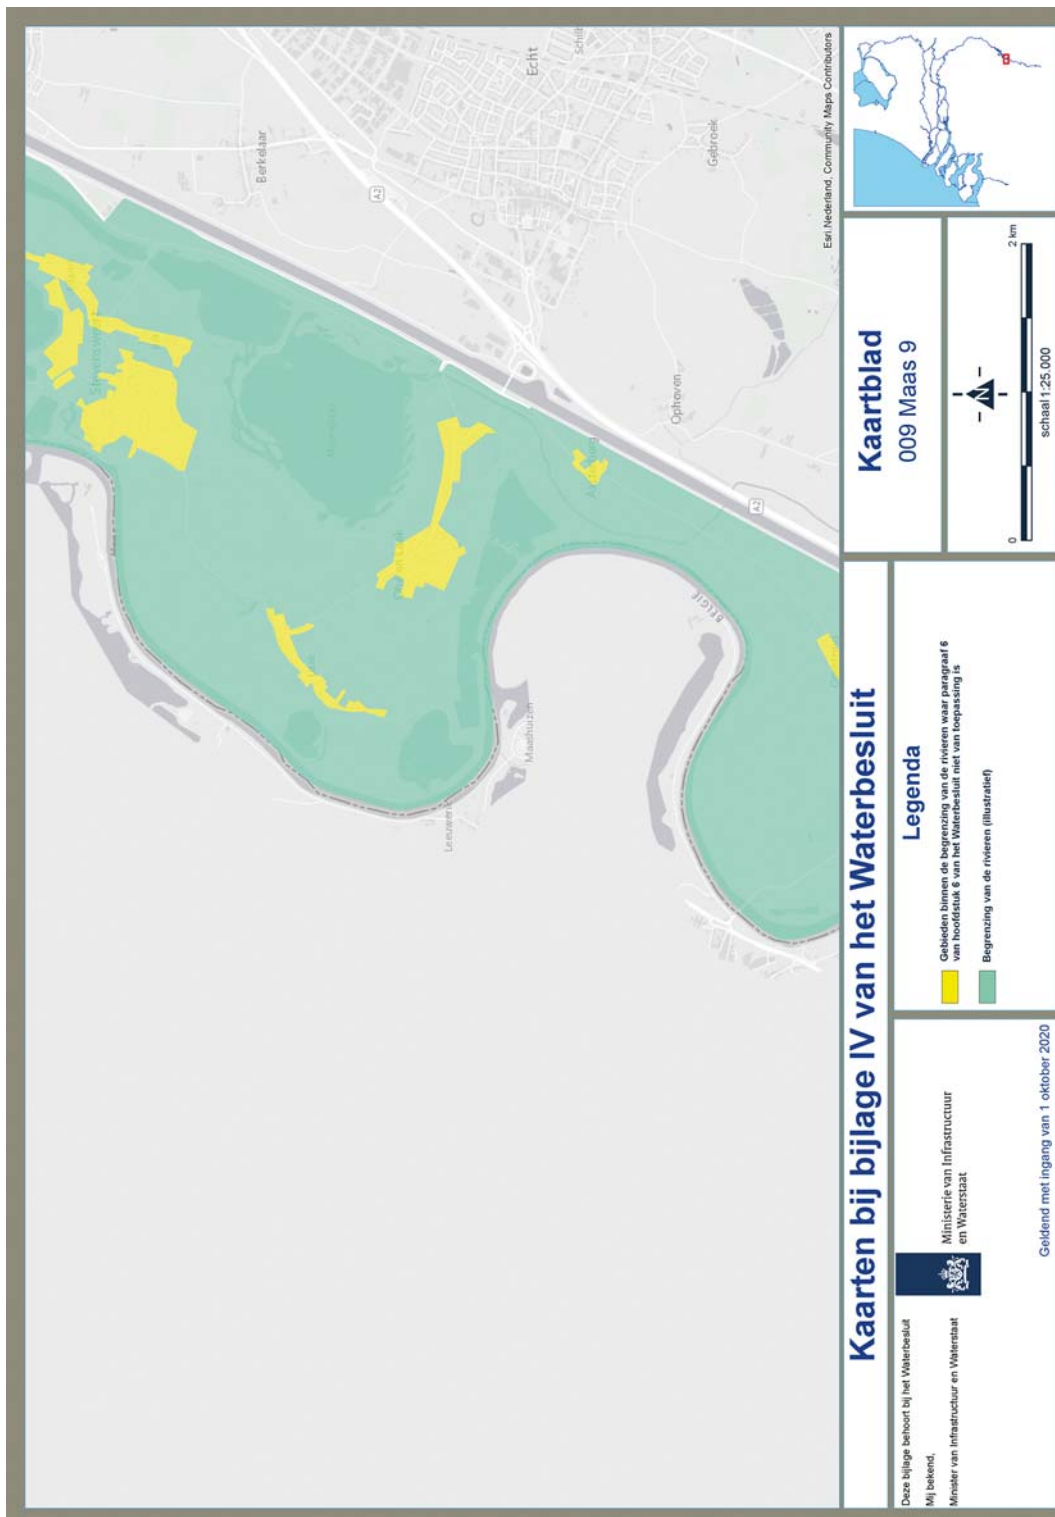 Echt
Berkelaar
A2
Gebroek
Ophoven
A2
BELGIË
Maashuizen
Esri Nederland, Community Maps Contributors
Kaarten bij bijlage IV van het Waterbesluit
Kaartblad
009 Maas 9
Deze bijlage behoort bij het Waterbesluit
Mij bekend,
Minister van Infrastructuur en Waterstaat
Ministerie van Infrastructuur
en Waterstaat
Geldend met ingang van 1 oktober 2020
Legenda
Gebieden binnen de begrenzing van de rivieren waar paragraaf 6
van hoofdstuk 6 van het Waterbesluit niet van toepassing is
Begrenzing van de rivieren (illustratief)
N
0
2 km
schaal 1:25.000